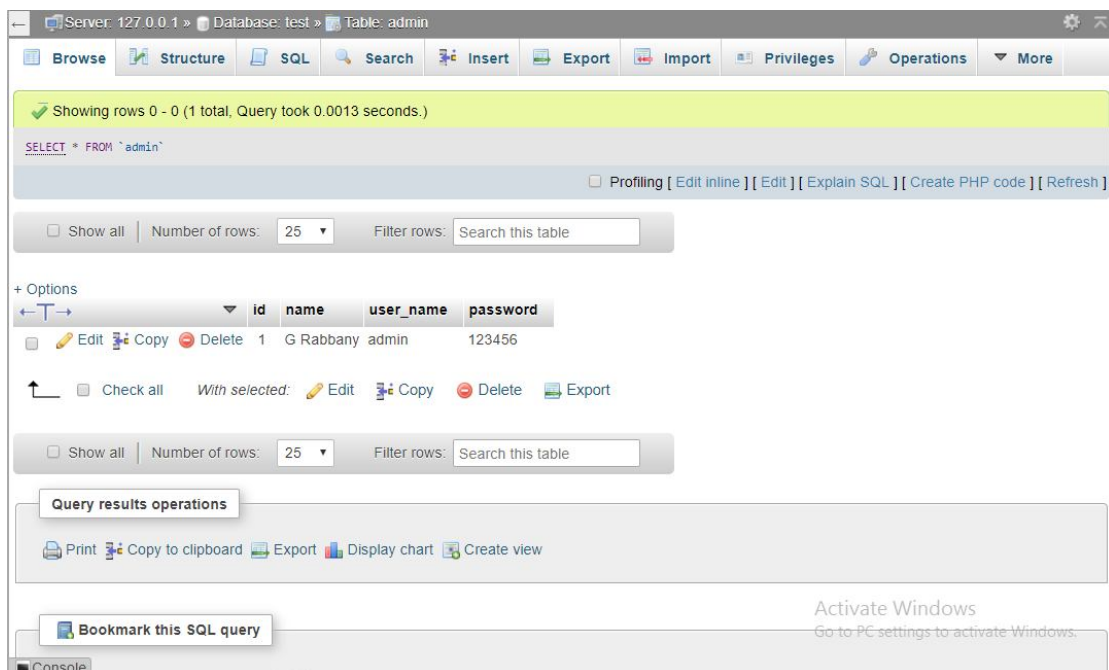 Server: 127.0.0.1 » Database: test » Table: admin
Browse Structure SQL Search Insert Export Import Privileges Operations More
Showing rows 0 - 0 (1 total, Query took 0.0013 seconds.)
SELECT * FROM `admin`
Profiling [ Edit inline ] [ Edit ] [ Explain SQL ] [ Create PHP code ] [ Refresh ]
Show all Number of rows: 25 Filter rows: Search this table
+ Options
id name user_name password
Edit Copy Delete 1 G Rabbany admin 123456
Check all With selected: Edit Copy Delete Export
Show all Number of rows: 25 Filter rows: Search this table
Query results operations
Print Copy to clipboard Export Display chart Create view
Activate Windows
Bookmark this SQL query
Go to PC settings to activate Windows.
Console